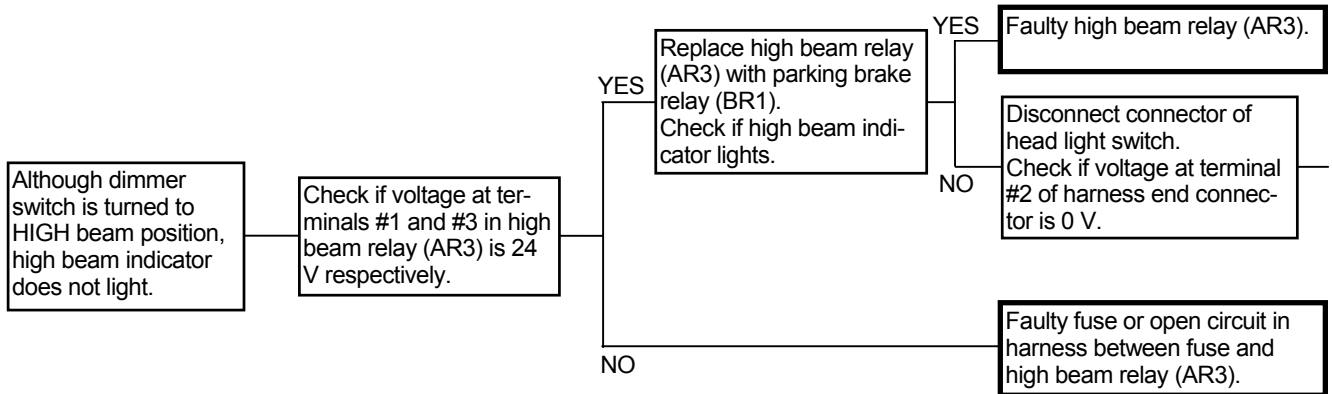 Although dimmer
switch is turned to
HIGH beam position,
high beam indicator
does not light.
Check if voltage at ter-
minals #1 and #3 in high
beam relay (AR3) is 24
V respectively.
YES
Replace high beam relay
(AR3) with parking brake
relay (BR1).
Check if high beam indi-
cator lights.
YES
Faulty high beam relay (AR3).
NO
Disconnect connector of
head light switch.
Check if voltage at terminal
#2 of harness end connec-
tor is 0 V.
NO
Faulty fuse or open circuit in
harness between fuse and
high beam relay (AR3).